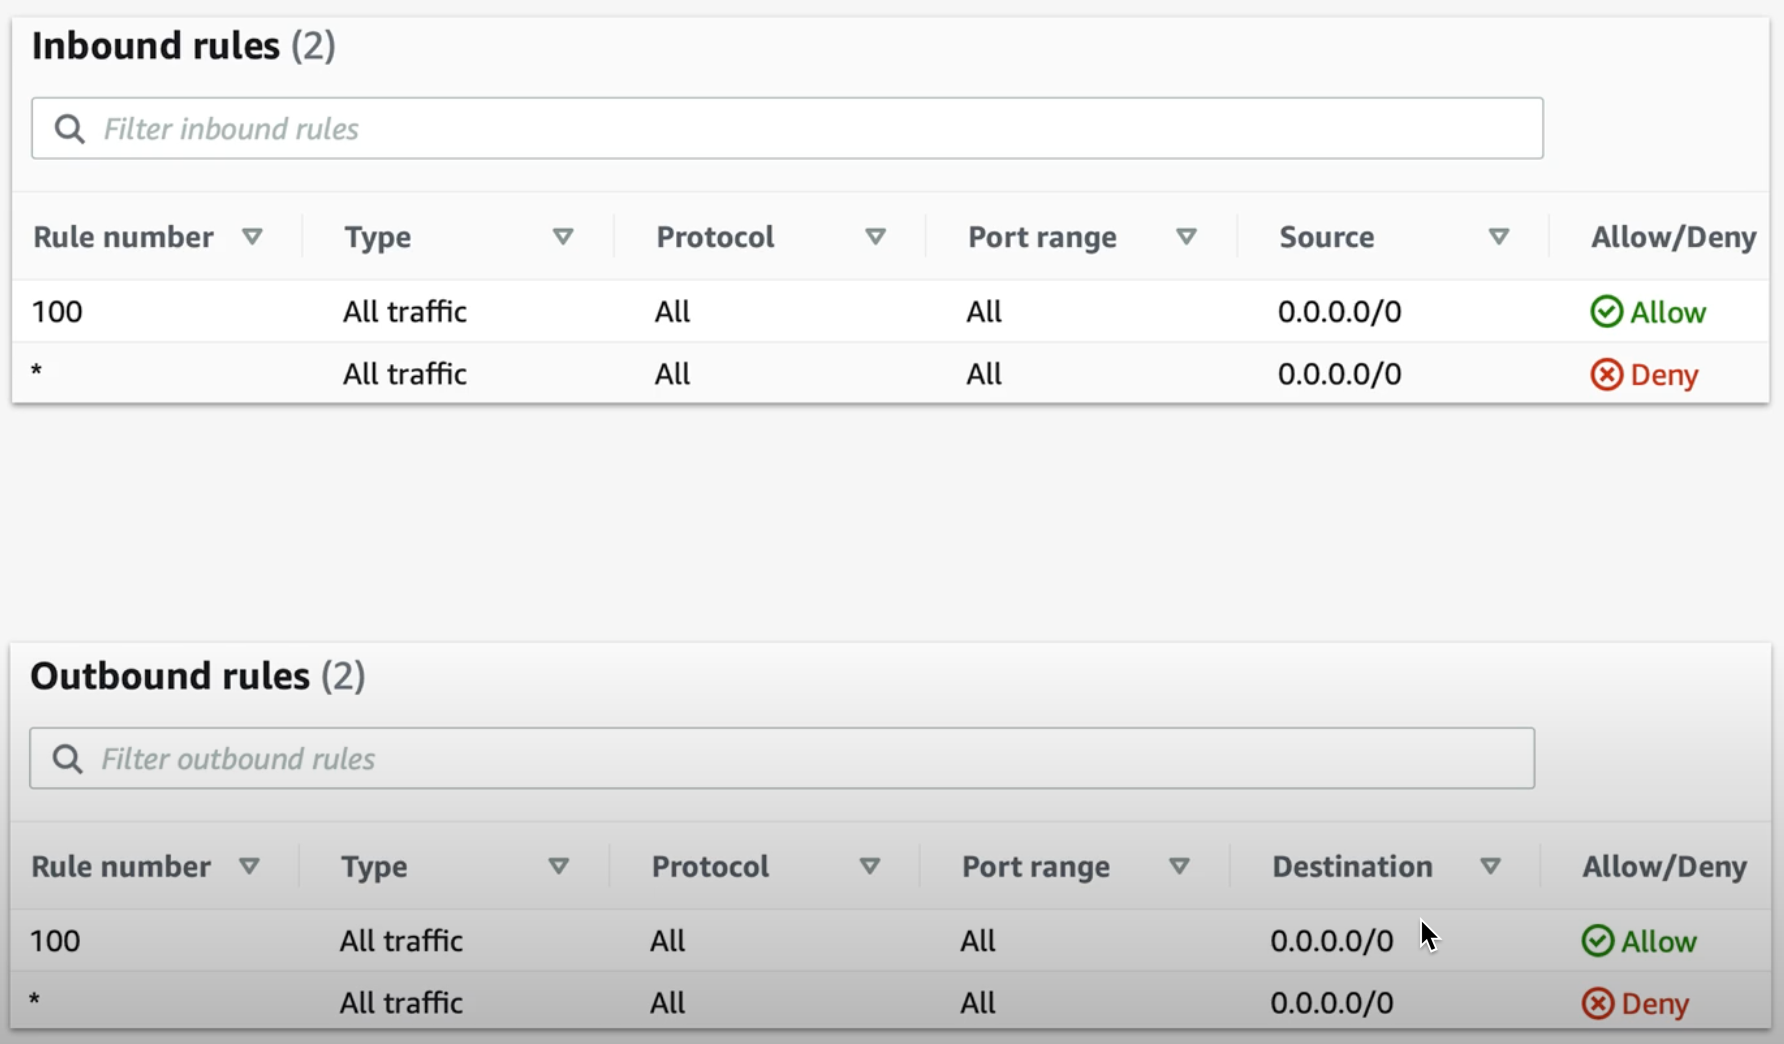 Inbound rules (2)
Filter inbound rules
Rule number Type Protocol Port range Source Allow/Deny
100 All traffic All All 0.0.0.0/0 Allow
* All traffic All All 0.0.0.0/0 Deny
Outbound rules (2)
Filter outbound rules
Rule number Type Protocol Port range Destination Allow/Deny
100 All traffic All All 0.0.0.0/0 Allow
* All traffic All All 0.0.0.0/0 Deny